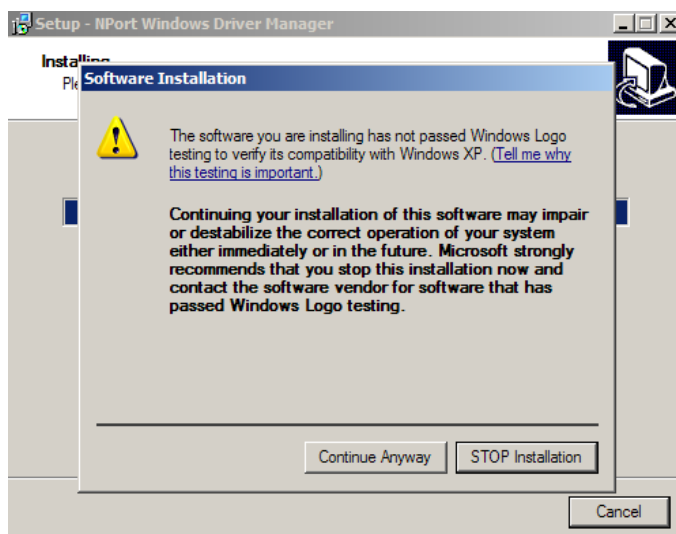 Setup - NPort Windows Driver Manager
Installing
Software Installation
The software you are installing has not passed Windows Logo
testing to verify its compatibility with Windows XP. (Tell me why
this testing is important.)
Continuing your installation of this software may impair
or destabilize the correct operation of your system
either immediately or in the future. Microsoft strongly
recommends that you stop this installation now and
contact the software vendor for software that has
passed Windows Logo testing.
Continue Anyway STOP Installation
Cancel